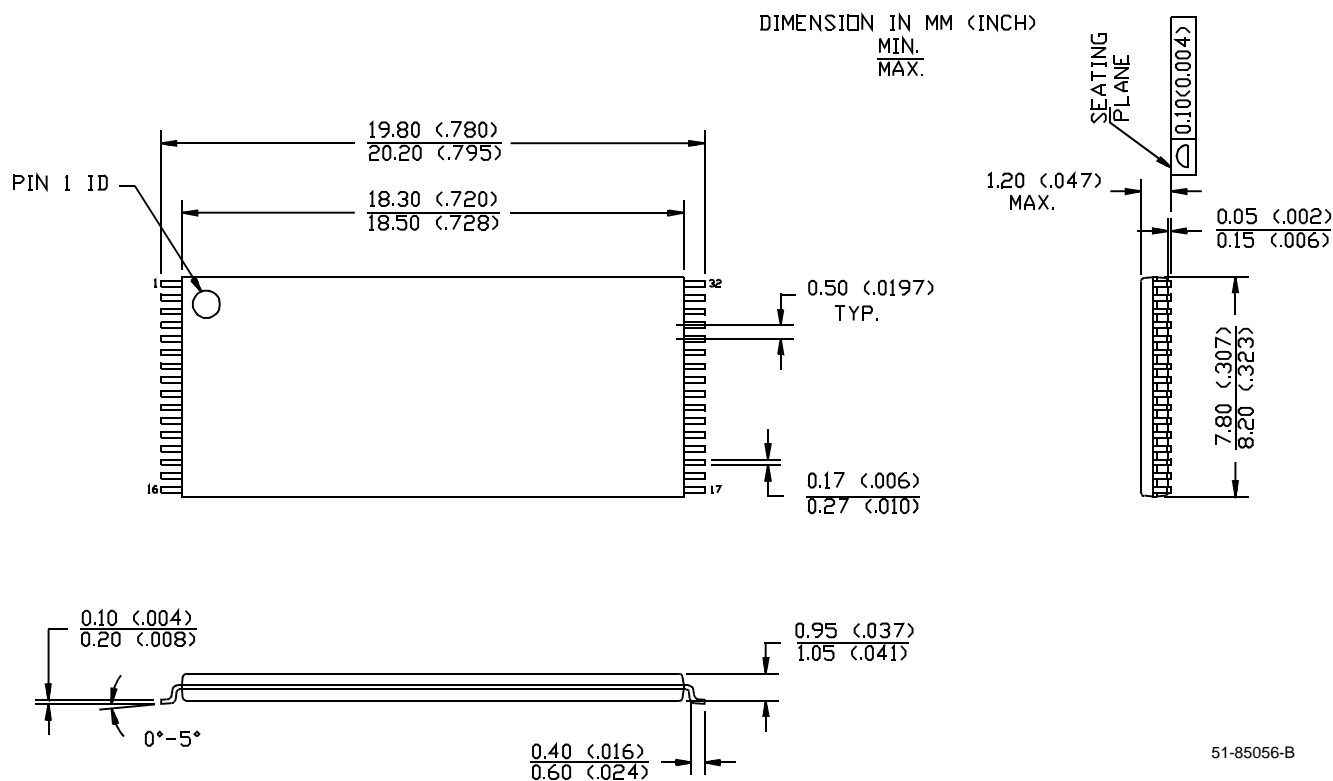 DIMENSION IN MM (INCH)
MIN.
MAX.
SEATING
PLANE
0.10(0.004)
19.80 (.780)
20.20 (.795)
PIN 1 ID
18.30 (.720)
18.50 (.728)
1.20 (.047)
MAX.
0.05 (.002)
0.15 (.006)
1
32
0.50 (.0197)
TYP.
7.80 (.307)
8.20 (.323)
16
17
0.17 (.006)
0.27 (.010)
0.10 (.004)
0.20 (.008)
0°-5°
0.95 (.037)
1.05 (.041)
0.40 (.016)
0.60 (.024)
51-85056-B